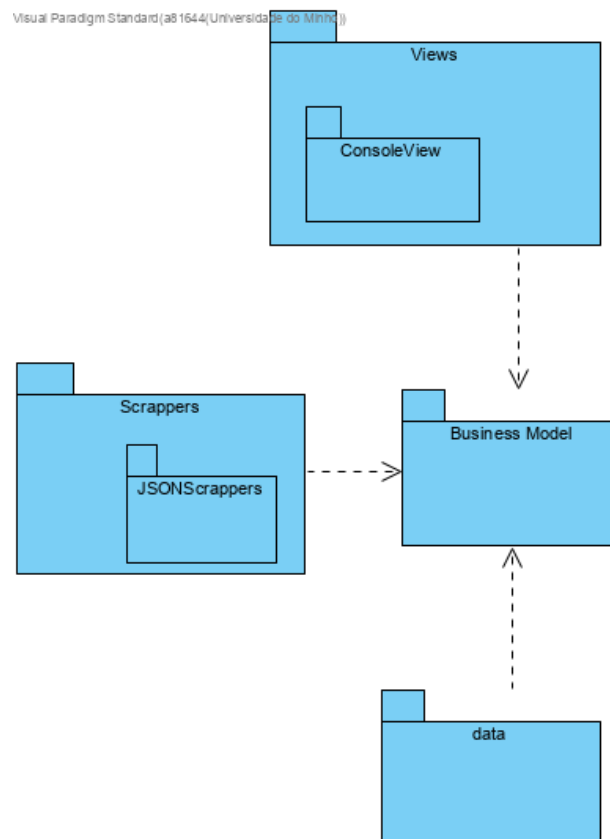 Visual Paradigm Standard(a81644(Universidade do Minho))
Views
ConsoleView
Scrappers
JSONScrappers
Business Model
data